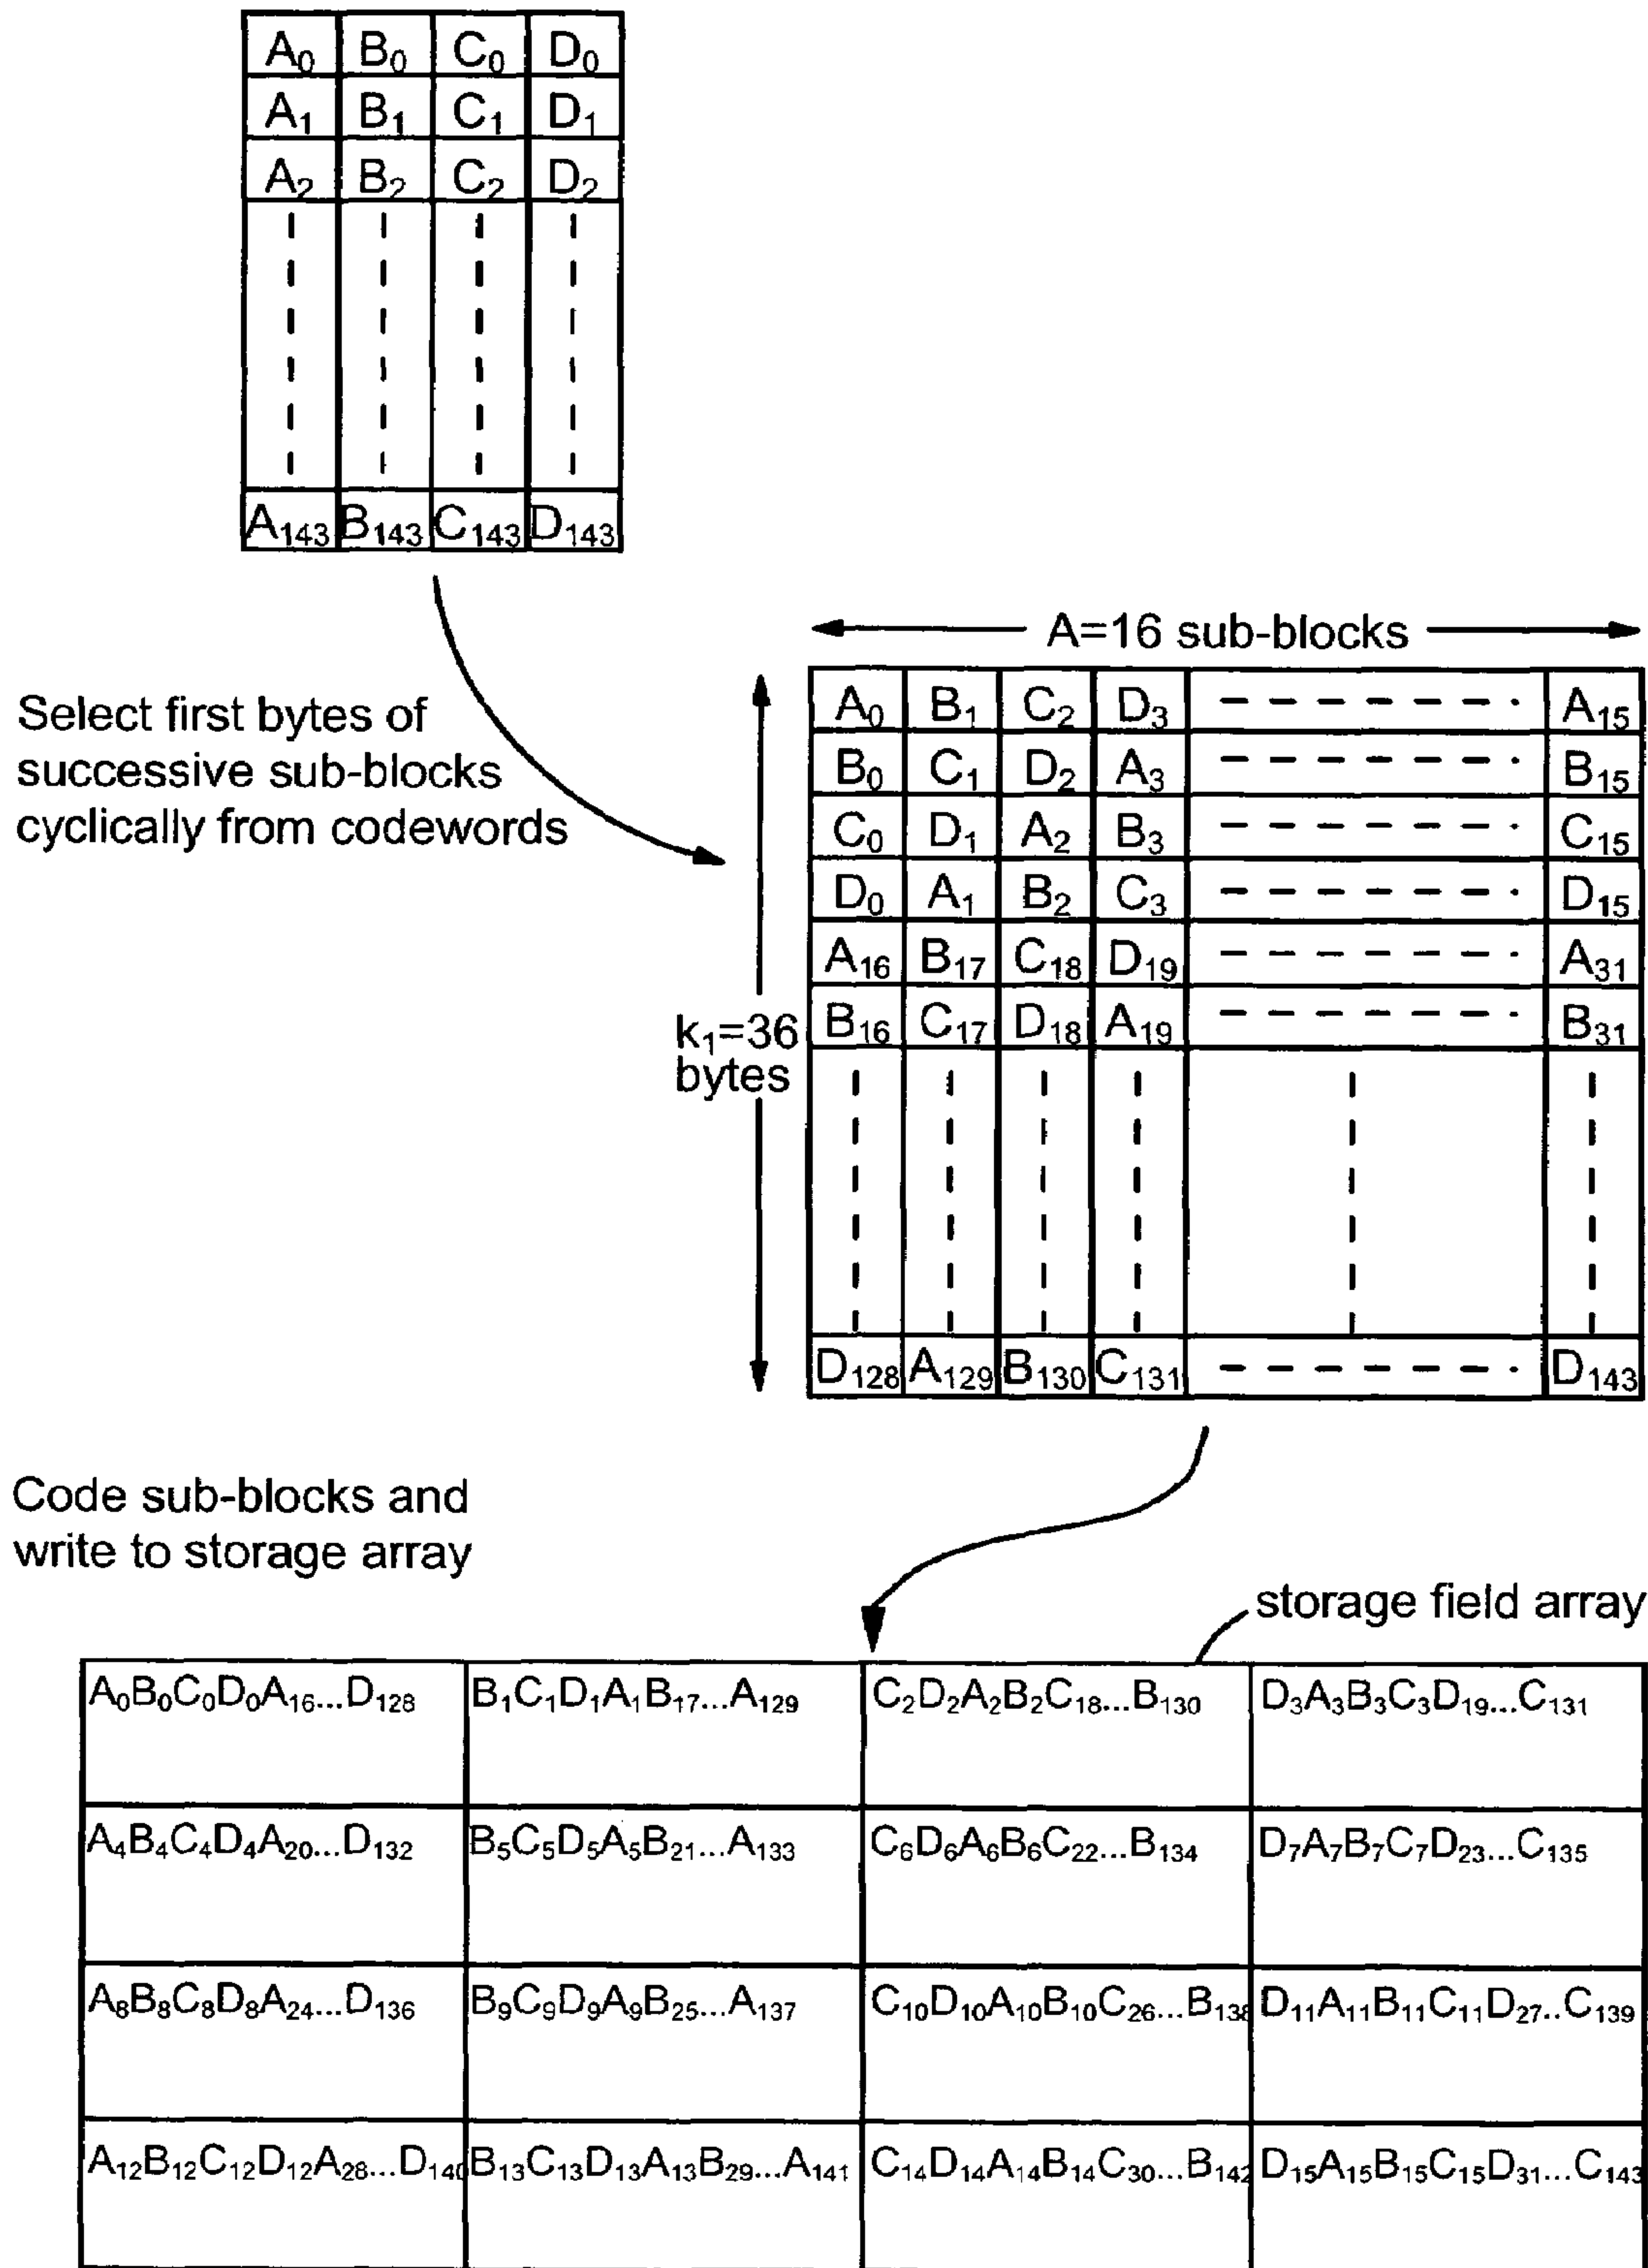 A₀ B₀ C₀ D₀
A₁ B₁ C₁ D₁
A₂ B₂ C₂ D₂
A₁₄₃ B₁₄₃ C₁₄₃ D₁₄₃
Select first bytes of
successive sub-blocks
cyclically from codewords
A=16 sub-blocks
k₁=36
bytes
A₀ B₁ C₂ D₃ A₁₅
B₀ C₁ D₂ A₃ B₁₅
C₀ D₁ A₂ B₃ C₁₅
D₀ A₁ B₂ C₃ D₁₅
A₁₆ B₁₇ C₁₈ D₁₉ A₃₁
B₁₆ C₁₇ D₁₈ A₁₉ B₃₁
D₁₂₈ A₁₂₉ B₁₃₀ C₁₃₁ D₁₄₃
Code sub-blocks and
write to storage array
storage field array
A₀B₀C₀D₀A₁₆...D₁₂₈ B₁C₁D₁A₁B₁₇...A₁₂₉ C₂D₂A₂B₂C₁₈...B₁₃₀ D₃A₃B₃C₃D₁₉...C₁₃₁
A₄B₄C₄D₄A₂₀...D₁₃₂ B₅C₅D₅A₅B₂₁...A₁₃₃ C₆D₆A₆B₆C₂₂...B₁₃₄ D₇A₇B₇C₇D₂₃...C₁₃₅
A₈B₈C₈D₈A₂₄...D₁₃₆ B₉C₉D₉A₉B₂₅...A₁₃₇ C₁₀D₁₀A₁₀B₁₀C₂₆...B₁₃₈ D₁₁A₁₁B₁₁C₁₁D₂₇..C₁₃₉
A₁₂B₁₂C₁₂D₁₂A₂₈...D₁₄₀ B₁₃C₁₃D₁₃A₁₃B₂₉...A₁₄₁ C₁₄D₁₄A₁₄B₁₄C₃₀...B₁₄₂ D₁₅A₁₅B₁₅C₁₅D₃₁...C₁₄₃